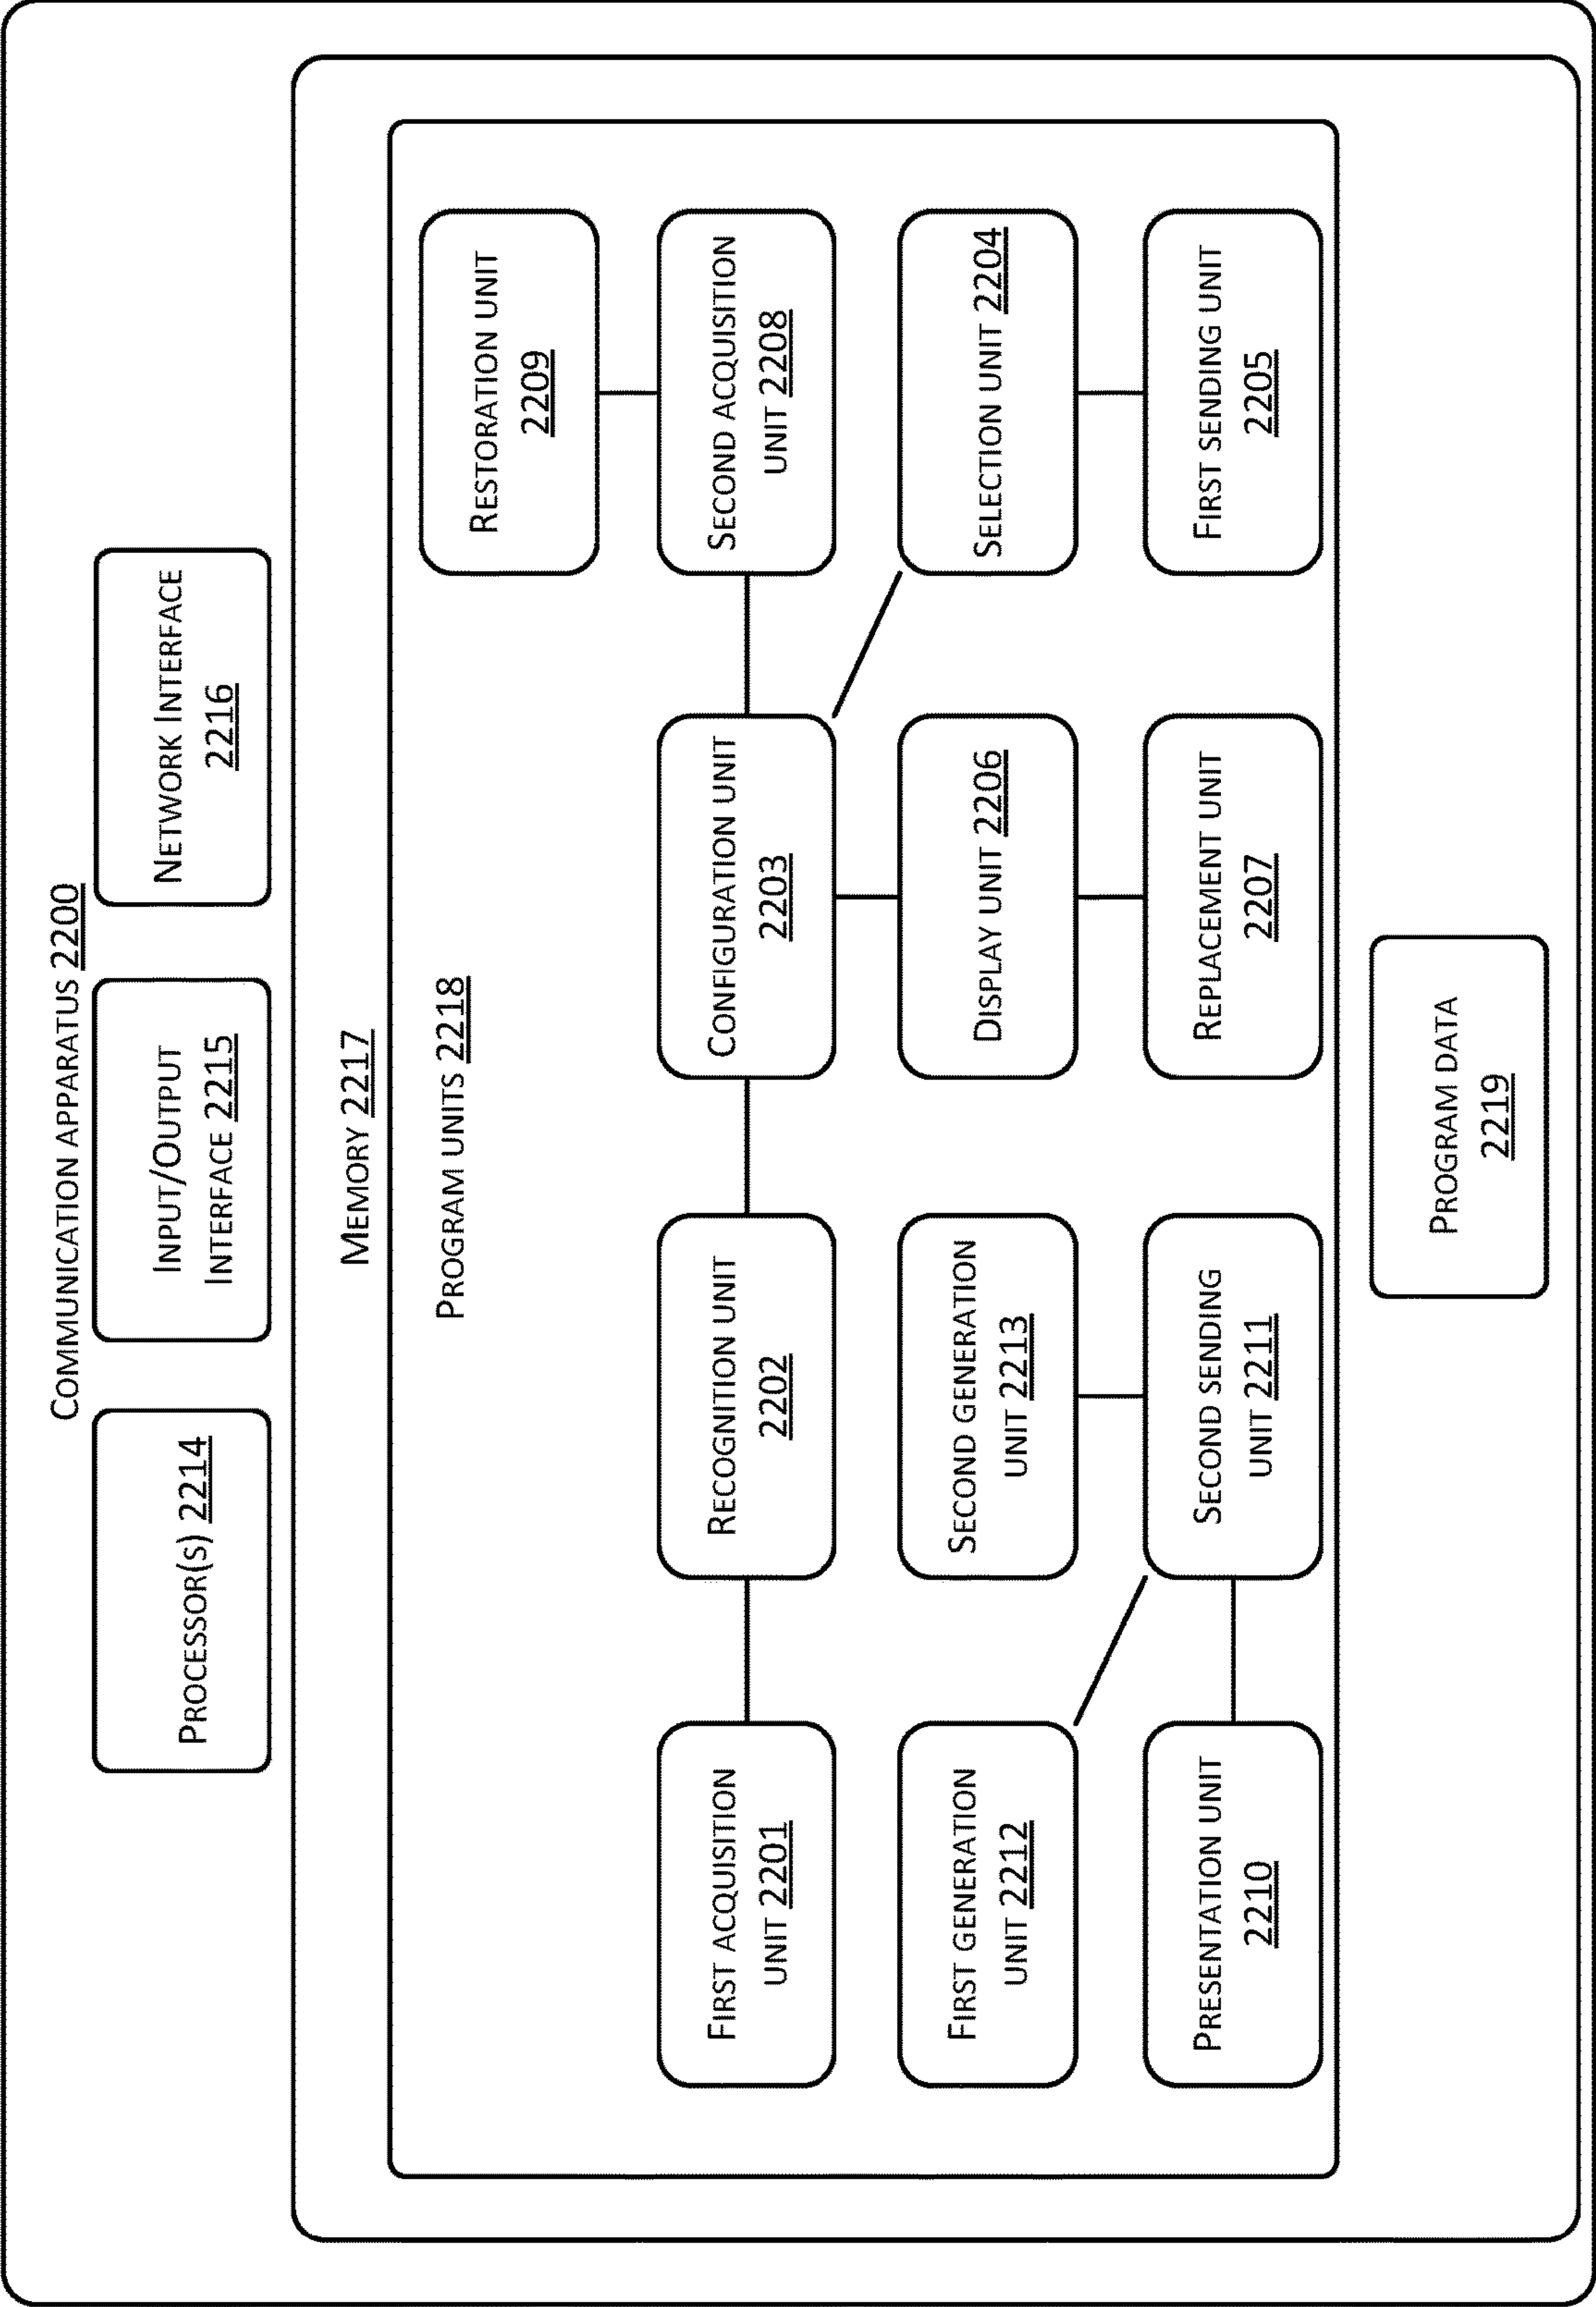 COMMUNICATION APPARATUS 2200
PROCESSOR(S) 2214
INPUT/OUTPUT
INTERFACE 2215
NETWORK INTERFACE
2216
MEMORY 2217
PROGRAM UNITS 2218
RESTORATION UNIT
2209
FIRST ACQUISITION
UNIT 2201
RECOGNITION UNIT
2202
CONFIGURATION UNIT
2203
SECOND ACQUISITION
UNIT 2208
FIRST GENERATION
UNIT 2212
SECOND GENERATION
UNIT 2213
DISPLAY UNIT 2206
SELECTION UNIT 2204
PRESENTATION UNIT
2210
SECOND SENDING
UNIT 2211
REPLACEMENT UNIT
2207
FIRST SENDING UNIT
2205
PROGRAM DATA
2219